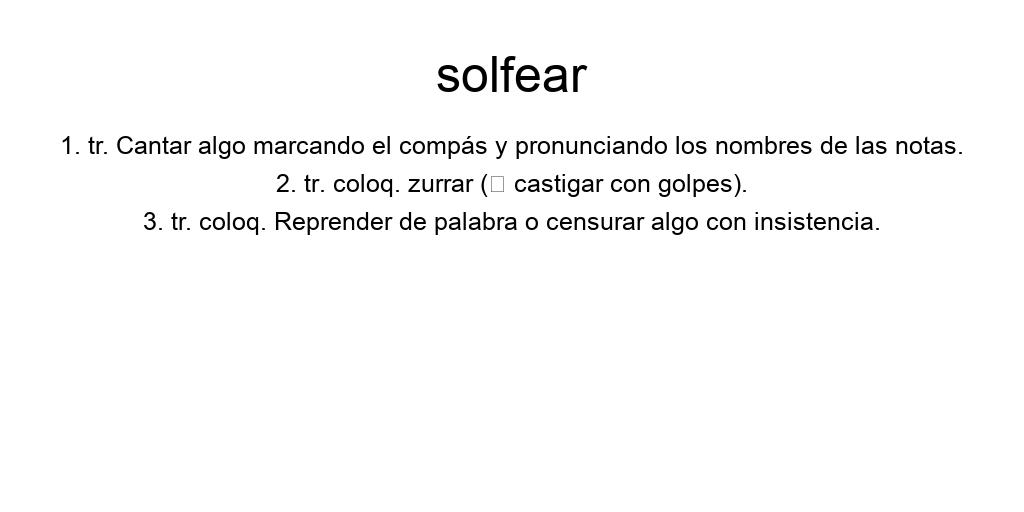 solfear
1. tr. Cantar algo marcando el compás y pronunciando los nombres de las notas.
2. tr. coloq. zurrar (□ castigar con golpes).
3. tr. coloq. Reprender de palabra o censurar algo con insistencia.